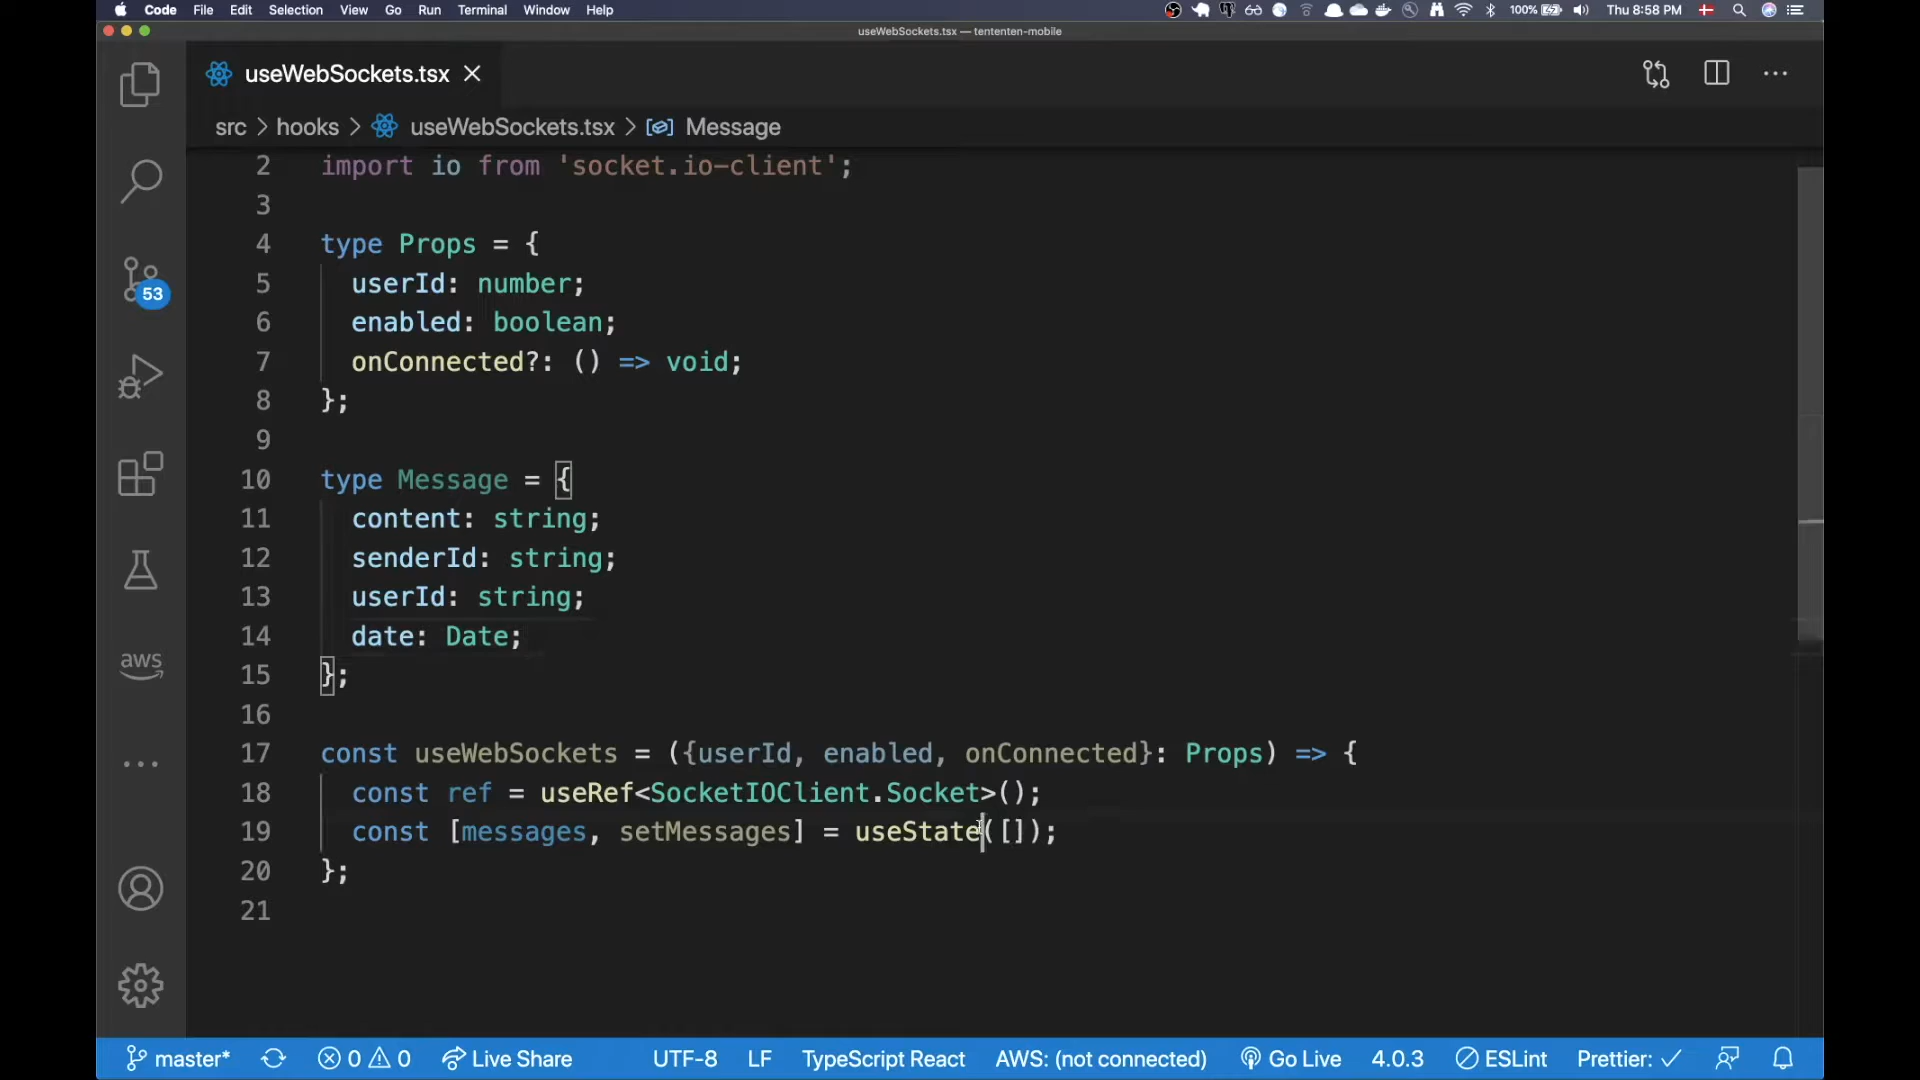 Code File Edit Selection View Go Run Terminal Window Help
100% Thu 8:58 PM
useWebSockets.tsx — tententen-mobile
useWebSockets.tsx
src > hooks > useWebSockets.tsx > Message
2 import io from 'socket.io-client';
3
4 type Props = {
5 userId: number;
6 enabled: boolean;
7 onConnected?: () => void;
8 };
9
10 type Message = {
11 content: string;
12 senderId: string;
13 userId: string;
14 date: Date;
15 };
16
17 const useWebSockets = ({userId, enabled, onConnected}: Props) => {
18 const ref = useRef<SocketIOClient.Socket>();
19 const [messages, setMessages] = useState([]);
20 };
21
53
aws
master* 0 0 Live Share UTF-8 LF TypeScript React AWS: (not connected) Go Live 4.0.3 ESLint Prettier: ✓